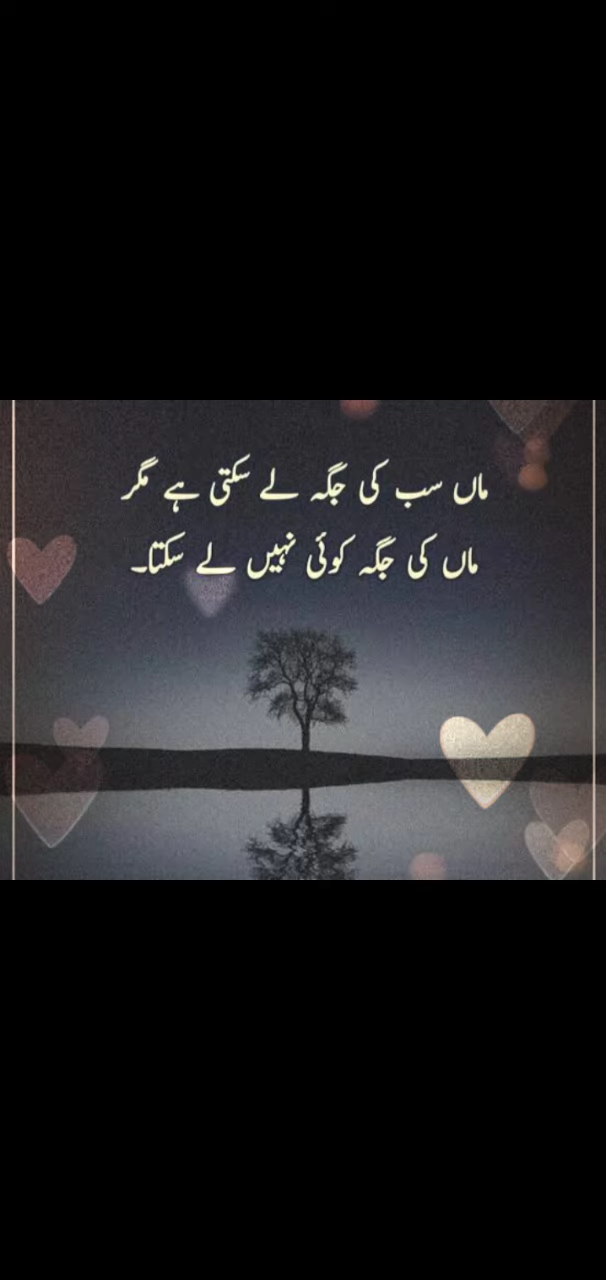 ماں سب کی جگہ لے سکتی ہے مگر
ماں کی جگہ کوئی نہیں لے سکتا۔